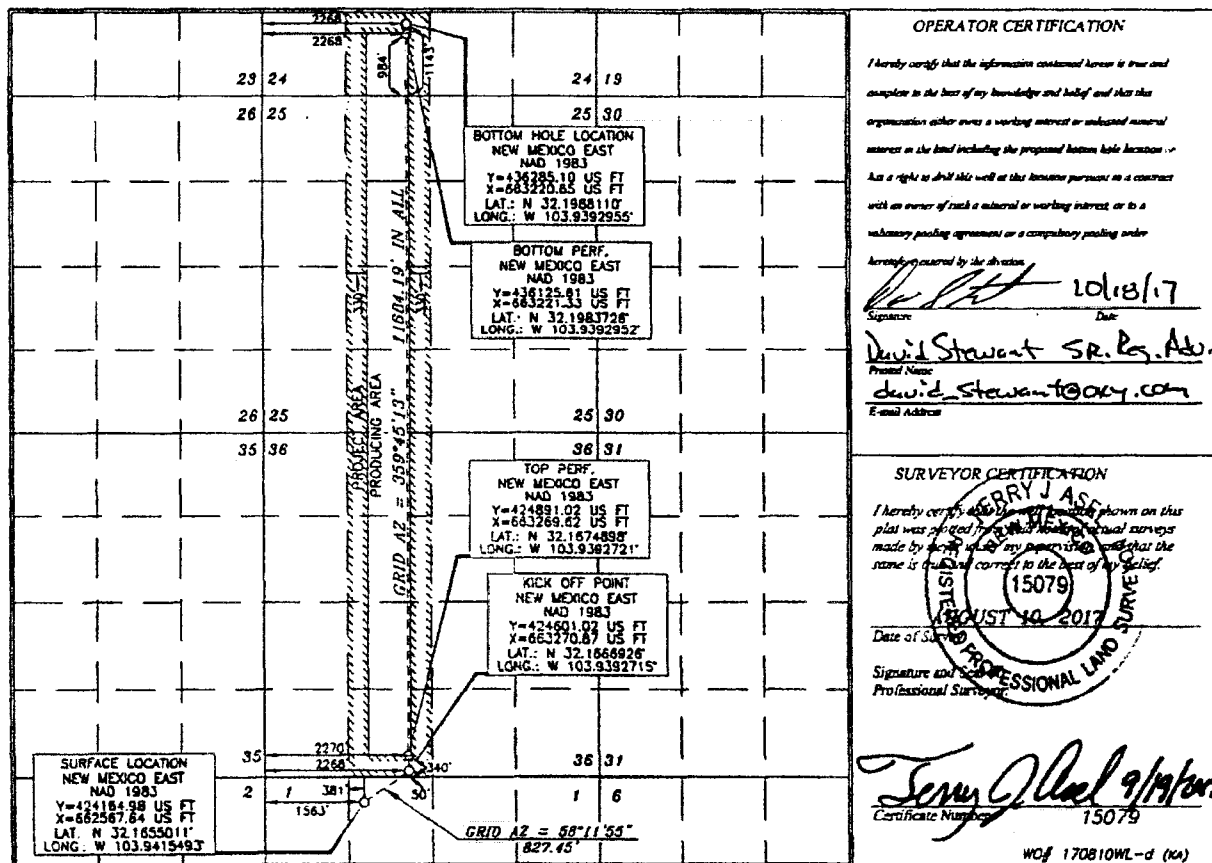 2268'
2268'
984'
1143'
23 24
24 19
26 25
25 30
BOTTOM HOLE LOCATION
NEW MEXICO EAST
NAD 1983
Y=436285.10 US FT
X=663220.65 US FT
LAT.: N 32.1988110°
LONG.: W 103.9392955°
BOTTOM PERF.
NEW MEXICO EAST
NAD 1983
Y=436125.81 US FT
X=663221.33 US FT
LAT.: N 32.1983728°
LONG.: W 103.9392952°
330'
330'
PROJECT AREA
PRODUCING AREA
GRID AZ = 359°45'13" 11604.19' IN ALL
26 25
25 30
35 36
36 31
TOP PERF.
NEW MEXICO EAST
NAD 1983
Y=424891.02 US FT
X=663269.62 US FT
LAT.: N 32.1674898°
LONG.: W 103.9392721°
KICK OFF POINT
NEW MEXICO EAST
NAD 1983
Y=424601.02 US FT
X=663270.87 US FT
LAT.: N 32.1666926°
LONG.: W 103.9392715°
35
2270'
36 31
2268'
340'
2 1
381'
50'
1 6
1563'
SURFACE LOCATION
NEW MEXICO EAST
NAD 1983
Y=424164.98 US FT
X=662567.64 US FT
LAT. N 32.1655011°
LONG.: W 103.9415493°
GRID AZ = 58°11'55"
827.45'
OPERATOR CERTIFICATION
I hereby certify that the information contained herein is true and
complete to the best of my knowledge and belief and that this
organization either owns a working interest or unleased mineral
interest in the land including the proposed bottom hole location or
has a right to drill this well at this location pursuant to a contract
with an owner of such a mineral or working interest, or to a
voluntary pooling agreement or a compulsory pooling order
heretofore entered by the division
10/18/17
Signature Date
David Stewart SR. Reg. Adv.
Printed Name
david_stewart@oxy.com
E-mail Address
SURVEYOR CERTIFICATION
I hereby certify that the well location shown on this
plat was plotted from field notes of actual surveys
made by me or under my supervision, and that the
same is true and correct to the best of my belief.
TERRY J. ASEL
NEW MEXICO
15079
REGISTERED PROFESSIONAL LAND SURVEYOR
AUGUST 10, 2017
Date of Survey
Signature and Seal of
Professional Surveyor:
Terry J Asel 9/19/2017
Certificate Number 15079
WO# 170810WL-d (KA)